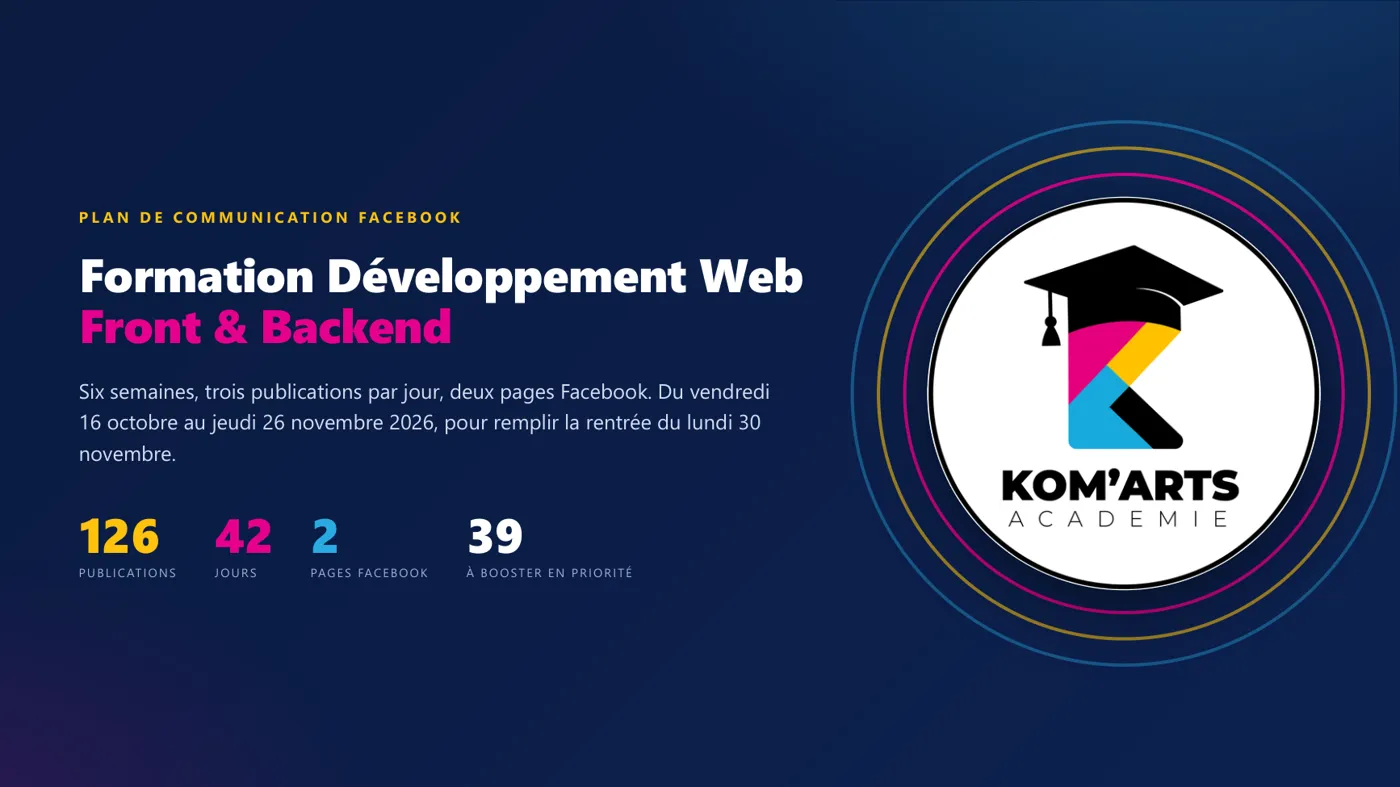 PLAN DE COMMUNICATION FACEBOOK
Formation Développement Web
Front & Backend
Six semaines, trois publications par jour, deux pages Facebook. Du vendredi
16 octobre au jeudi 26 novembre 2026, pour remplir la rentrée du lundi 30
novembre.
126
PUBLICATIONS
42
JOURS
2
PAGES FACEBOOK
39
À BOOSTER EN PRIORITÉ
KOM’ARTS
ACADEMIE